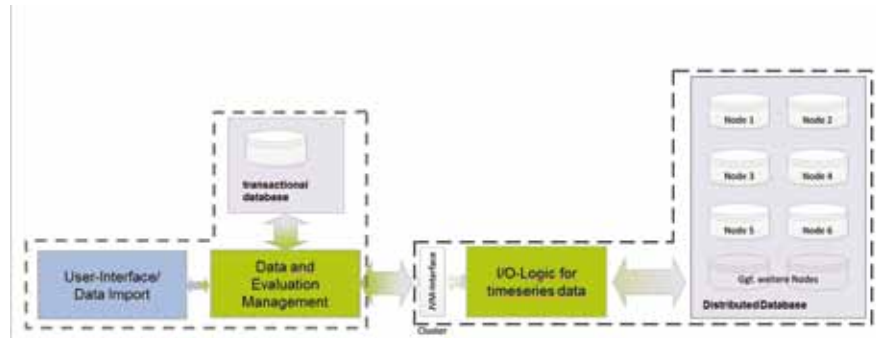 User-Interface/
Data Import
transactional
database
Data and
Evaluation
Management
JVM-Interface
I/O-Logic for
timeseries data
Cluster
Node 1
Node 2
Node 3
Node 4
Node 5
Node 6
Ggf. weitere Nodes
Distributed Database